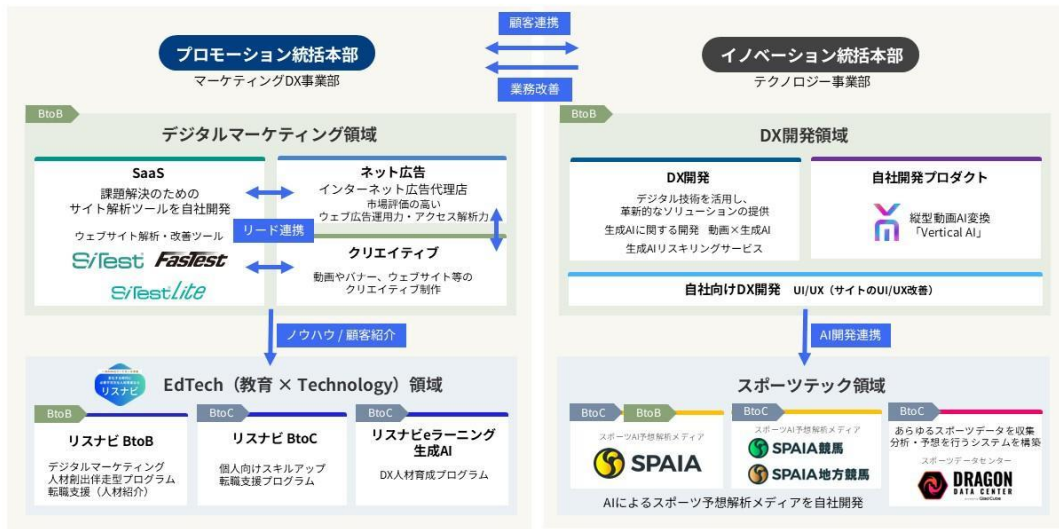 顧客連携
業務改善
プロモーション統括本部
マーケティングDX事業部
BtoB
デジタルマーケティング領域
SaaS
課題解決のための
サイト解析ツールを自社開発
ウェブサイト解析・改善ツール
SiTest FasTest
SiTest Lite
リード連携
ネット広告
インターネット広告代理店
市場評価の高い
ウェブ広告運用力・アクセス解析力
クリエイティブ
動画やバナー、ウェブサイト等の
クリエイティブ制作
ノウハウ / 顧客紹介
リスナビ
EdTech（教育 × Technology）領域
BtoB
リスナビ BtoB
デジタルマーケティング
人材創出伴走型プログラム
転職支援（人材紹介）
BtoC
リスナビ BtoC
個人向けスキルアップ
転職支援プログラム
BtoC
リスナビeラーニング
生成AI
DX人材育成プログラム
イノベーション統括本部
テクノロジー事業部
BtoB
DX開発領域
DX開発
デジタル技術を活用し、
革新的なソリューションの提供
生成AIに関する開発 動画×生成AI
生成AIリスキリングサービス
自社開発プロダクト
縦型動画AI変換
「Vertical AI」
自社向けDX開発 UI/UX（サイトのUI/UX改善）
AI開発連携
スポーツテック領域
BtoC BtoB
スポーツAI予想解析メディア
SPAIA
BtoC
スポーツAI予想解析メディア
SPAIA競馬
SPAIA地方競馬
AIによるスポーツ予想解析メディアを自社開発
BtoC
あらゆるスポーツデータを収集
分析・予想を行うシステムを構築
スポーツデータセンター
DRAGON
DATA CENTER